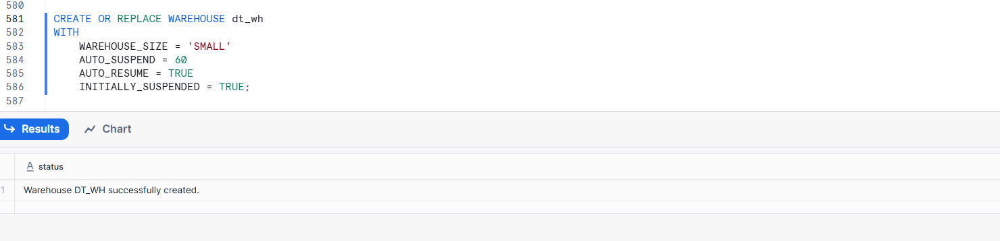 580
581 CREATE OR REPLACE WAREHOUSE dt_wh
582 WITH
583 WAREHOUSE_SIZE = 'SMALL'
584 AUTO_SUSPEND = 60
585 AUTO_RESUME = TRUE
586 INITIALLY_SUSPENDED = TRUE;
587
Results Chart
A status
1 Warehouse DT_WH successfully created.